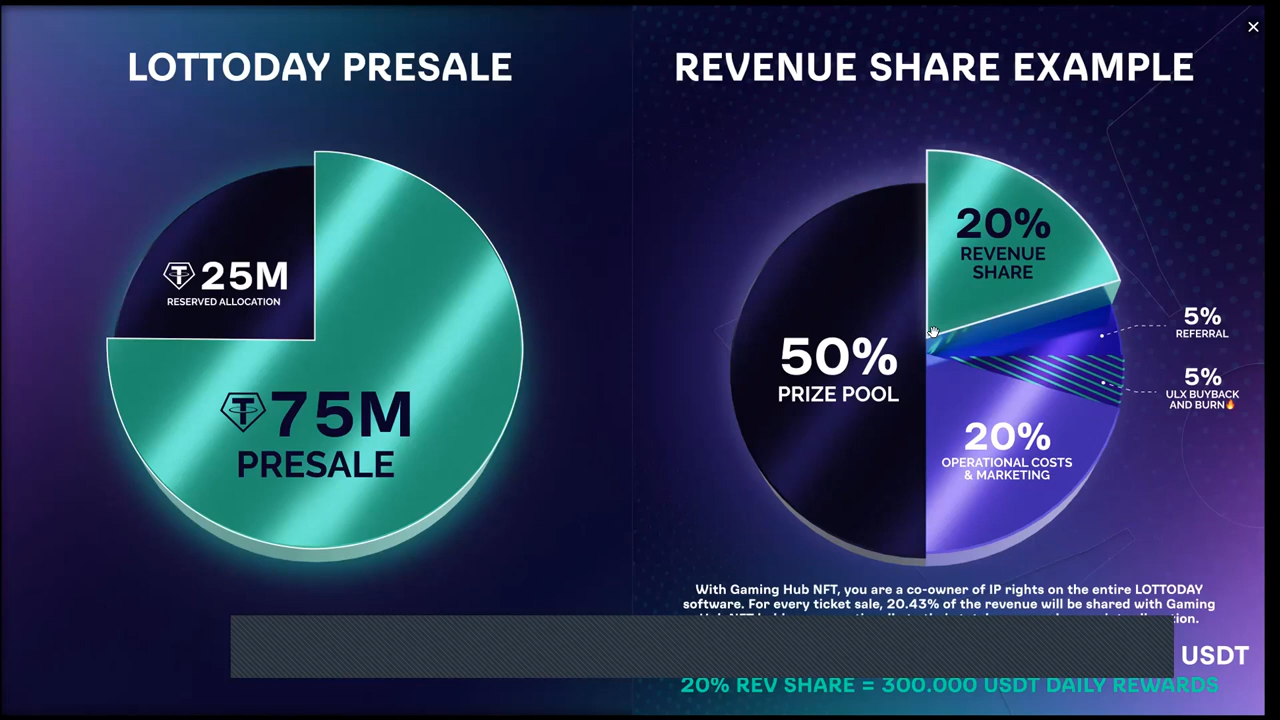 LOTTODAY PRESALE
25M
RESERVED ALLOCATION
75M
PRESALE
REVENUE SHARE EXAMPLE
20%
REVENUE
SHARE
50%
PRIZE POOL
5%
REFERRAL
5%
ULX BUYBACK
AND BURN🔥
20%
OPERATIONAL COSTS
& MARKETING
With Gaming Hub NFT, you are a co-owner of IP rights on the entire LOTTODAY
software. For every ticket sale, 20.43% of the revenue will be shared with Gaming
USDT
20% REV SHARE = 300.000 USDT DAILY REWARDS